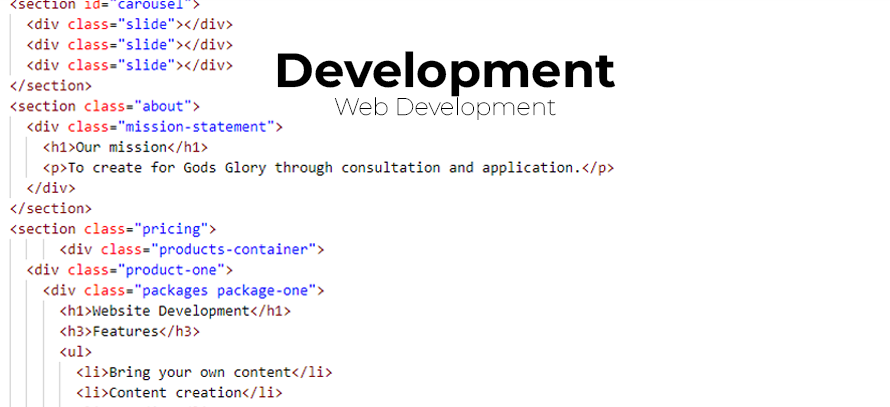 <section id="carousel">
<div class="slide"></div>
<div class="slide"></div>
<div class="slide"></div>
</section>
Development
Web Development
<section class="about">
<div class="mission-statement">
<h1>Our mission</h1>
<p>To create for Gods Glory through consultation and application.</p>
</div>
</section>
<section class="pricing">
<div class="products-container">
<div class="product-one">
<div class="packages package-one">
<h1>Website Development</h1>
<h3>Features</h3>
<ul>
<li>Bring your own content</li>
<li>Content creation</li>